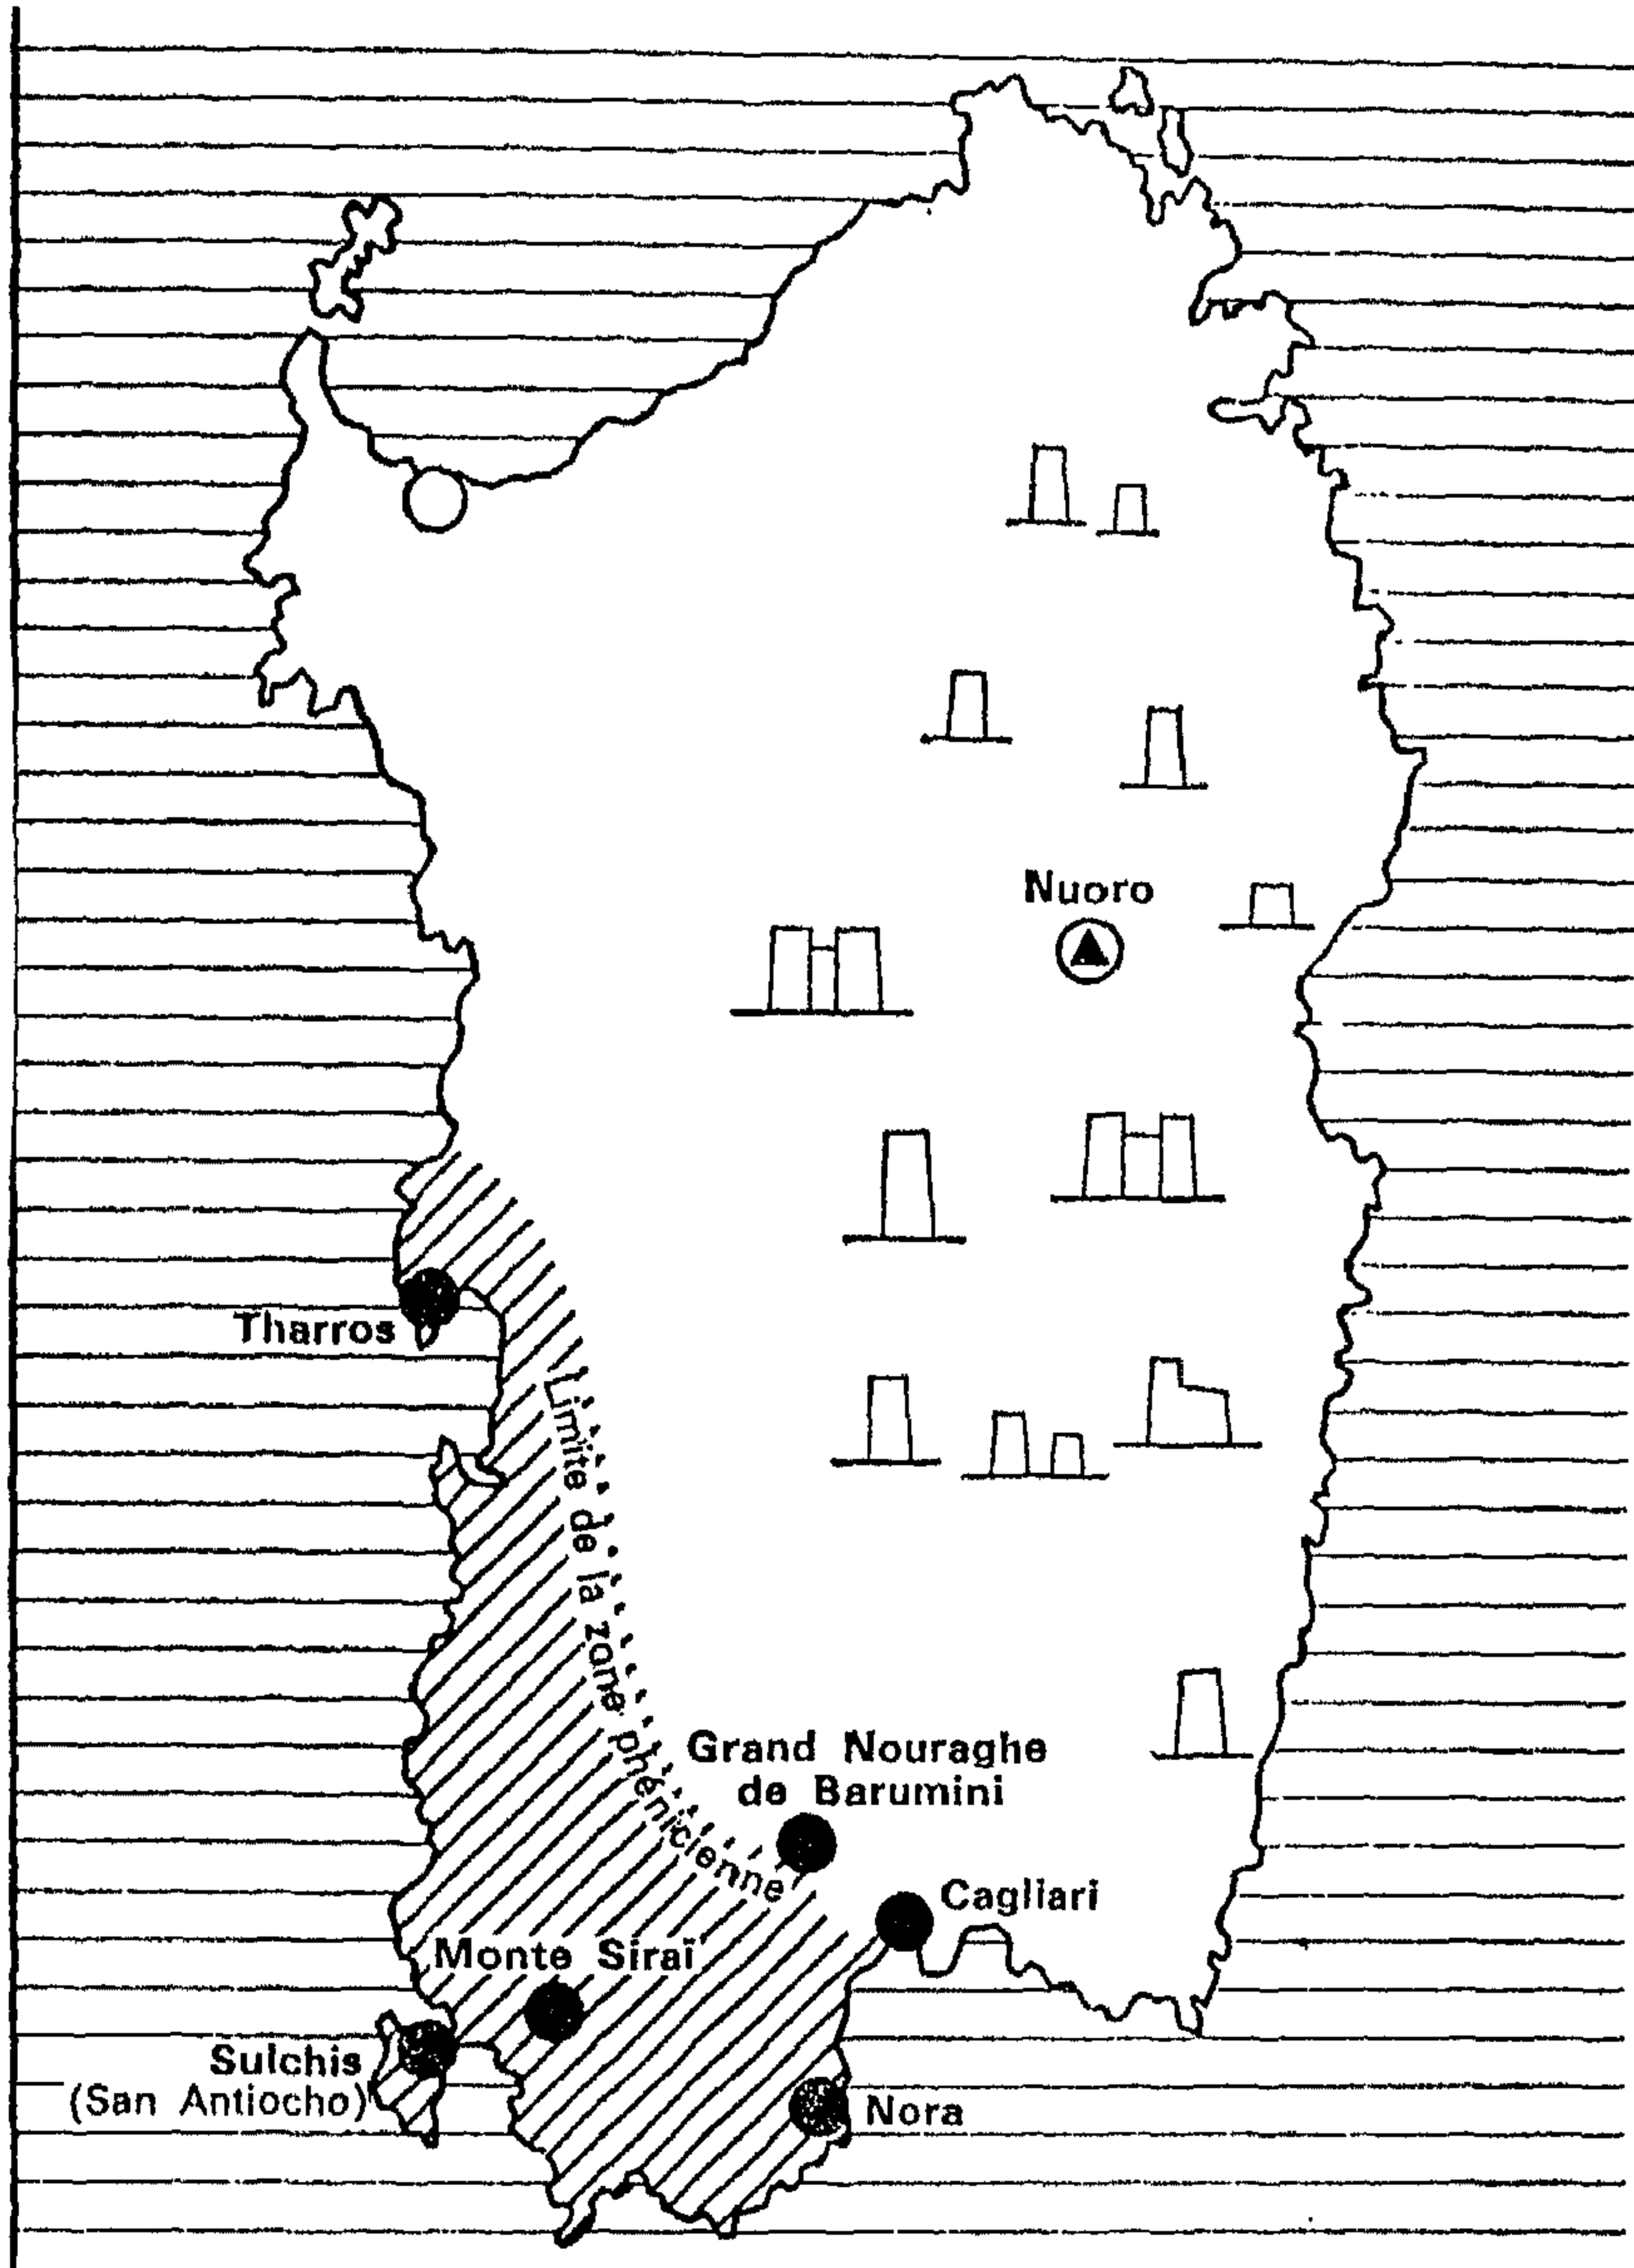 Nuoro
Tharros
Limite de la zone phénicienne
Grand Nouraghe
de Barumini
Cagliari
Monte Siraï
Sulchis
(San Antiocho)
Nora